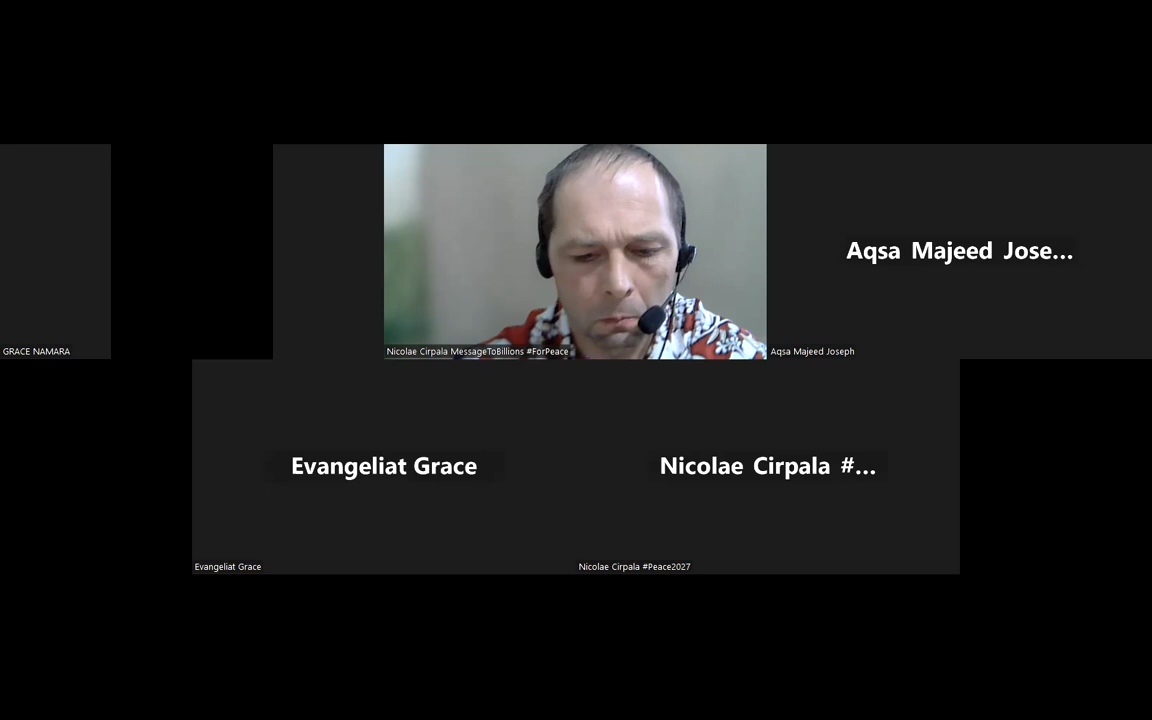 Aqsa Majeed Jose...
GRACE NAMARA
Nicolae Cirpala MessageToBillions #ForPeace
Aqsa Majeed Joseph
Evangeliat Grace
Nicolae Cirpala #...
Evangeliat Grace
Nicolae Cirpala #Peace2027